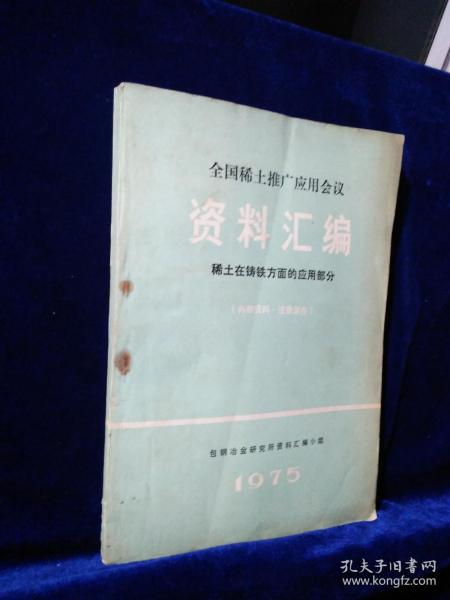 全国稀土推广应用会议
资料汇编
稀土在铸铁方面的应用部分
（内部资料·注意保存）
包钢冶金研究所资料汇编小组
1975
孔夫子旧书网
www.kongfz.com